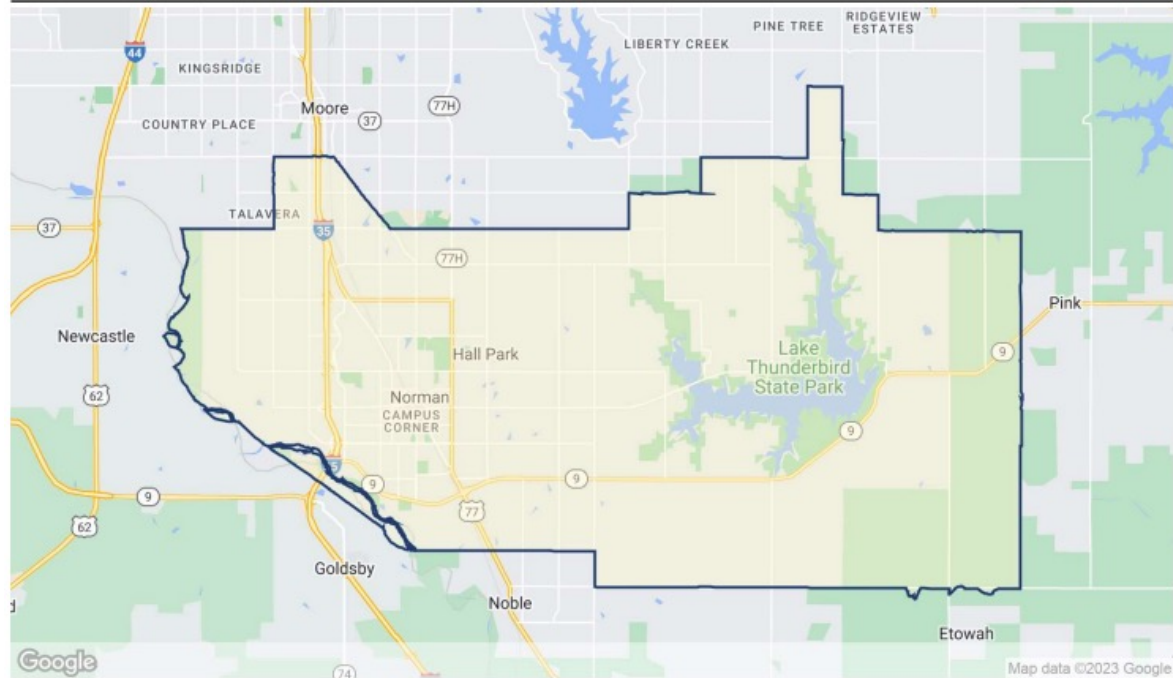 PINE TREE
RIDGEVIEW
ESTATES
LIBERTY CREEK
44
KINGSRIDGE
Moore
77H
37
COUNTRY PLACE
TALAVERA
37
35
77H
Pink
Newcastle
Hall Park
9
Lake
Thunderbird
State Park
62
Norman
CAMPUS
CORNER
9
9
9
9
77
62
Goldsby
Noble
Etowah
74
Google
Map data ©2023 Google